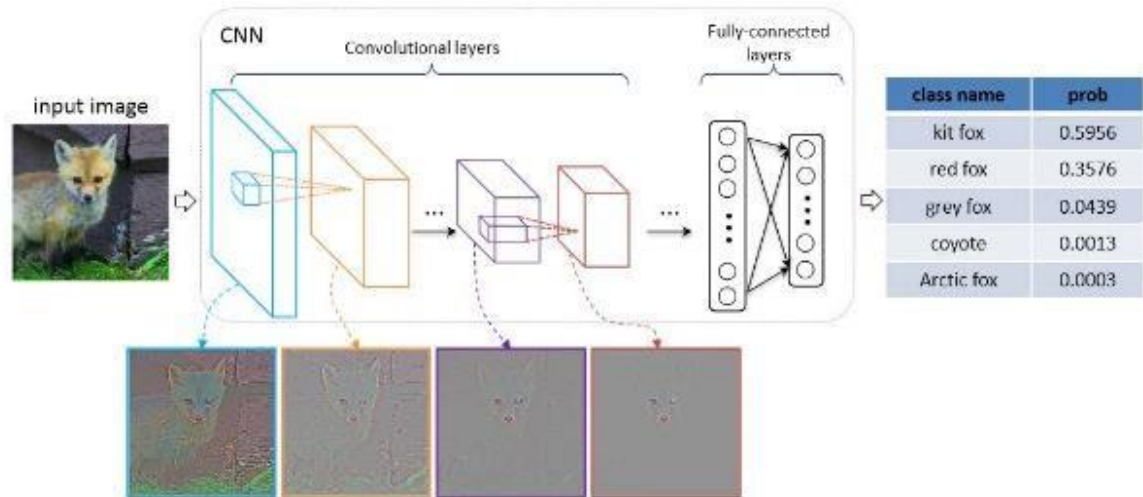 CNN
Convolutional layers
Fully-connected
layers
input image
...
...
class name prob
kit fox 0.5956
red fox 0.3576
grey fox 0.0439
coyote 0.0013
Arctic fox 0.0003